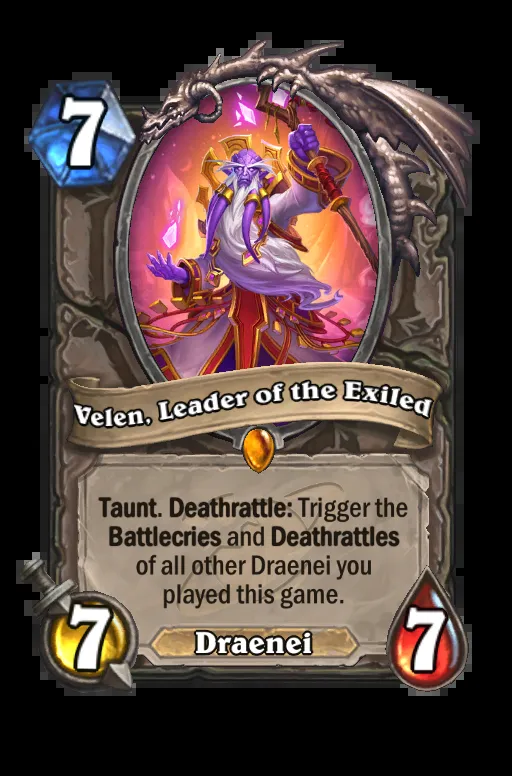 7
Velen, Leader of the Exiled
Taunt. Deathrattle: Trigger the
Battlecries and Deathrattles
of all other Draenei you
played this game.
7
Draenei
7